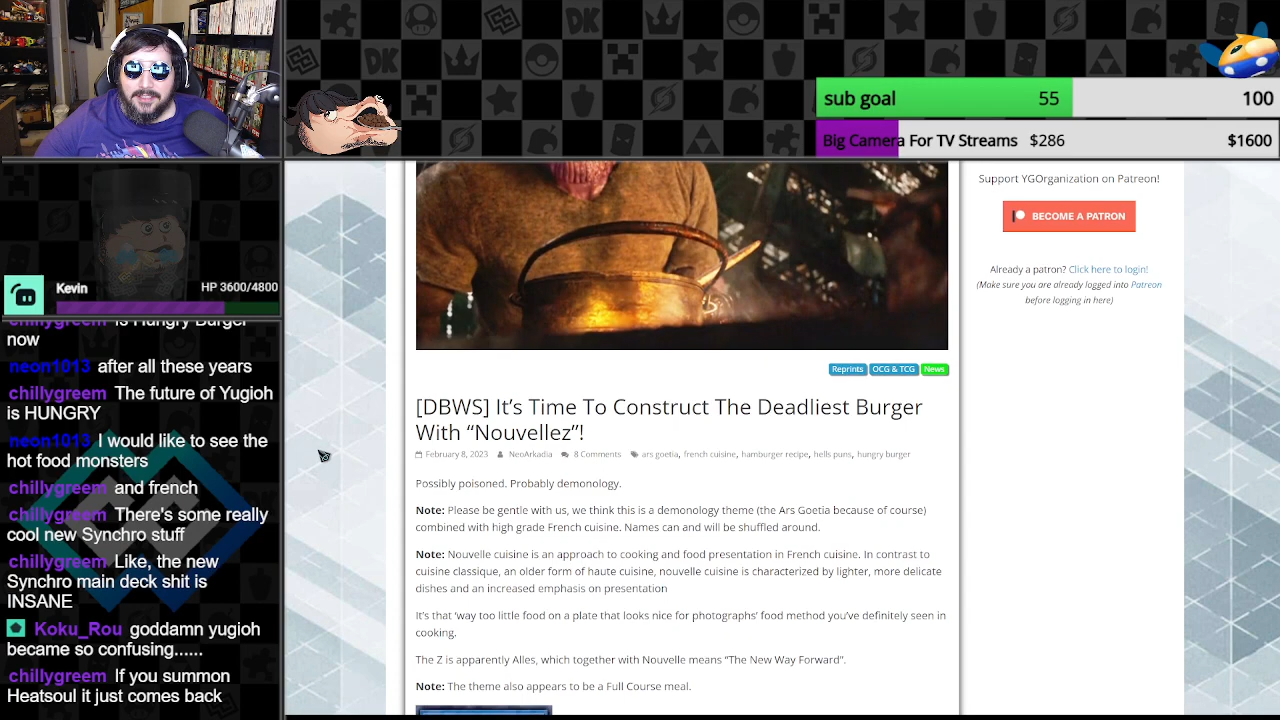 sub goal 55 100
Big Camera For TV Streams $286 $1600
Kevin HP 3600/4800
chillygreem is Hungry Burger
now
neon1013 after all these years
chillygreem The future of Yugioh
is HUNGRY
neon1013 I would like to see the
hot food monsters
chillygreem and french
chillygreem There's some really
cool new Synchro stuff
chillygreem Like, the new
Synchro main deck shit is
INSANE
Koku_Rou goddamn yugioh
became so confusing......
chillygreem If you summon
Heatsoul it just comes back
Reprints OCG & TCG News
[DBWS] It’s Time To Construct The Deadliest Burger
With “Nouvellez”!
February 8, 2023 NeoArkadia 8 Comments ars goetia, french cuisine, hamburger recipe, hells puns, hungry burger
Possibly poisoned. Probably demonology.
Note: Please be gentle with us, we think this is a demonology theme (the Ars Goetia because of course)
combined with high grade French cuisine. Names can and will be shuffled around.
Note: Nouvelle cuisine is an approach to cooking and food presentation in French cuisine. In contrast to
cuisine classique, an older form of haute cuisine, nouvelle cuisine is characterized by lighter, more delicate
dishes and an increased emphasis on presentation
It’s that ‘way too little food on a plate that looks nice for photographs’ food method you’ve definitely seen in
cooking.
The Z is apparently Alles, which together with Nouvelle means “The New Way Forward”.
Note: The theme also appears to be a Full Course meal.
Support YGOrganization on Patreon!
BECOME A PATRON
Already a patron? Click here to login!
(Make sure you are already logged into Patreon
before logging in here)
DK
DK
DK